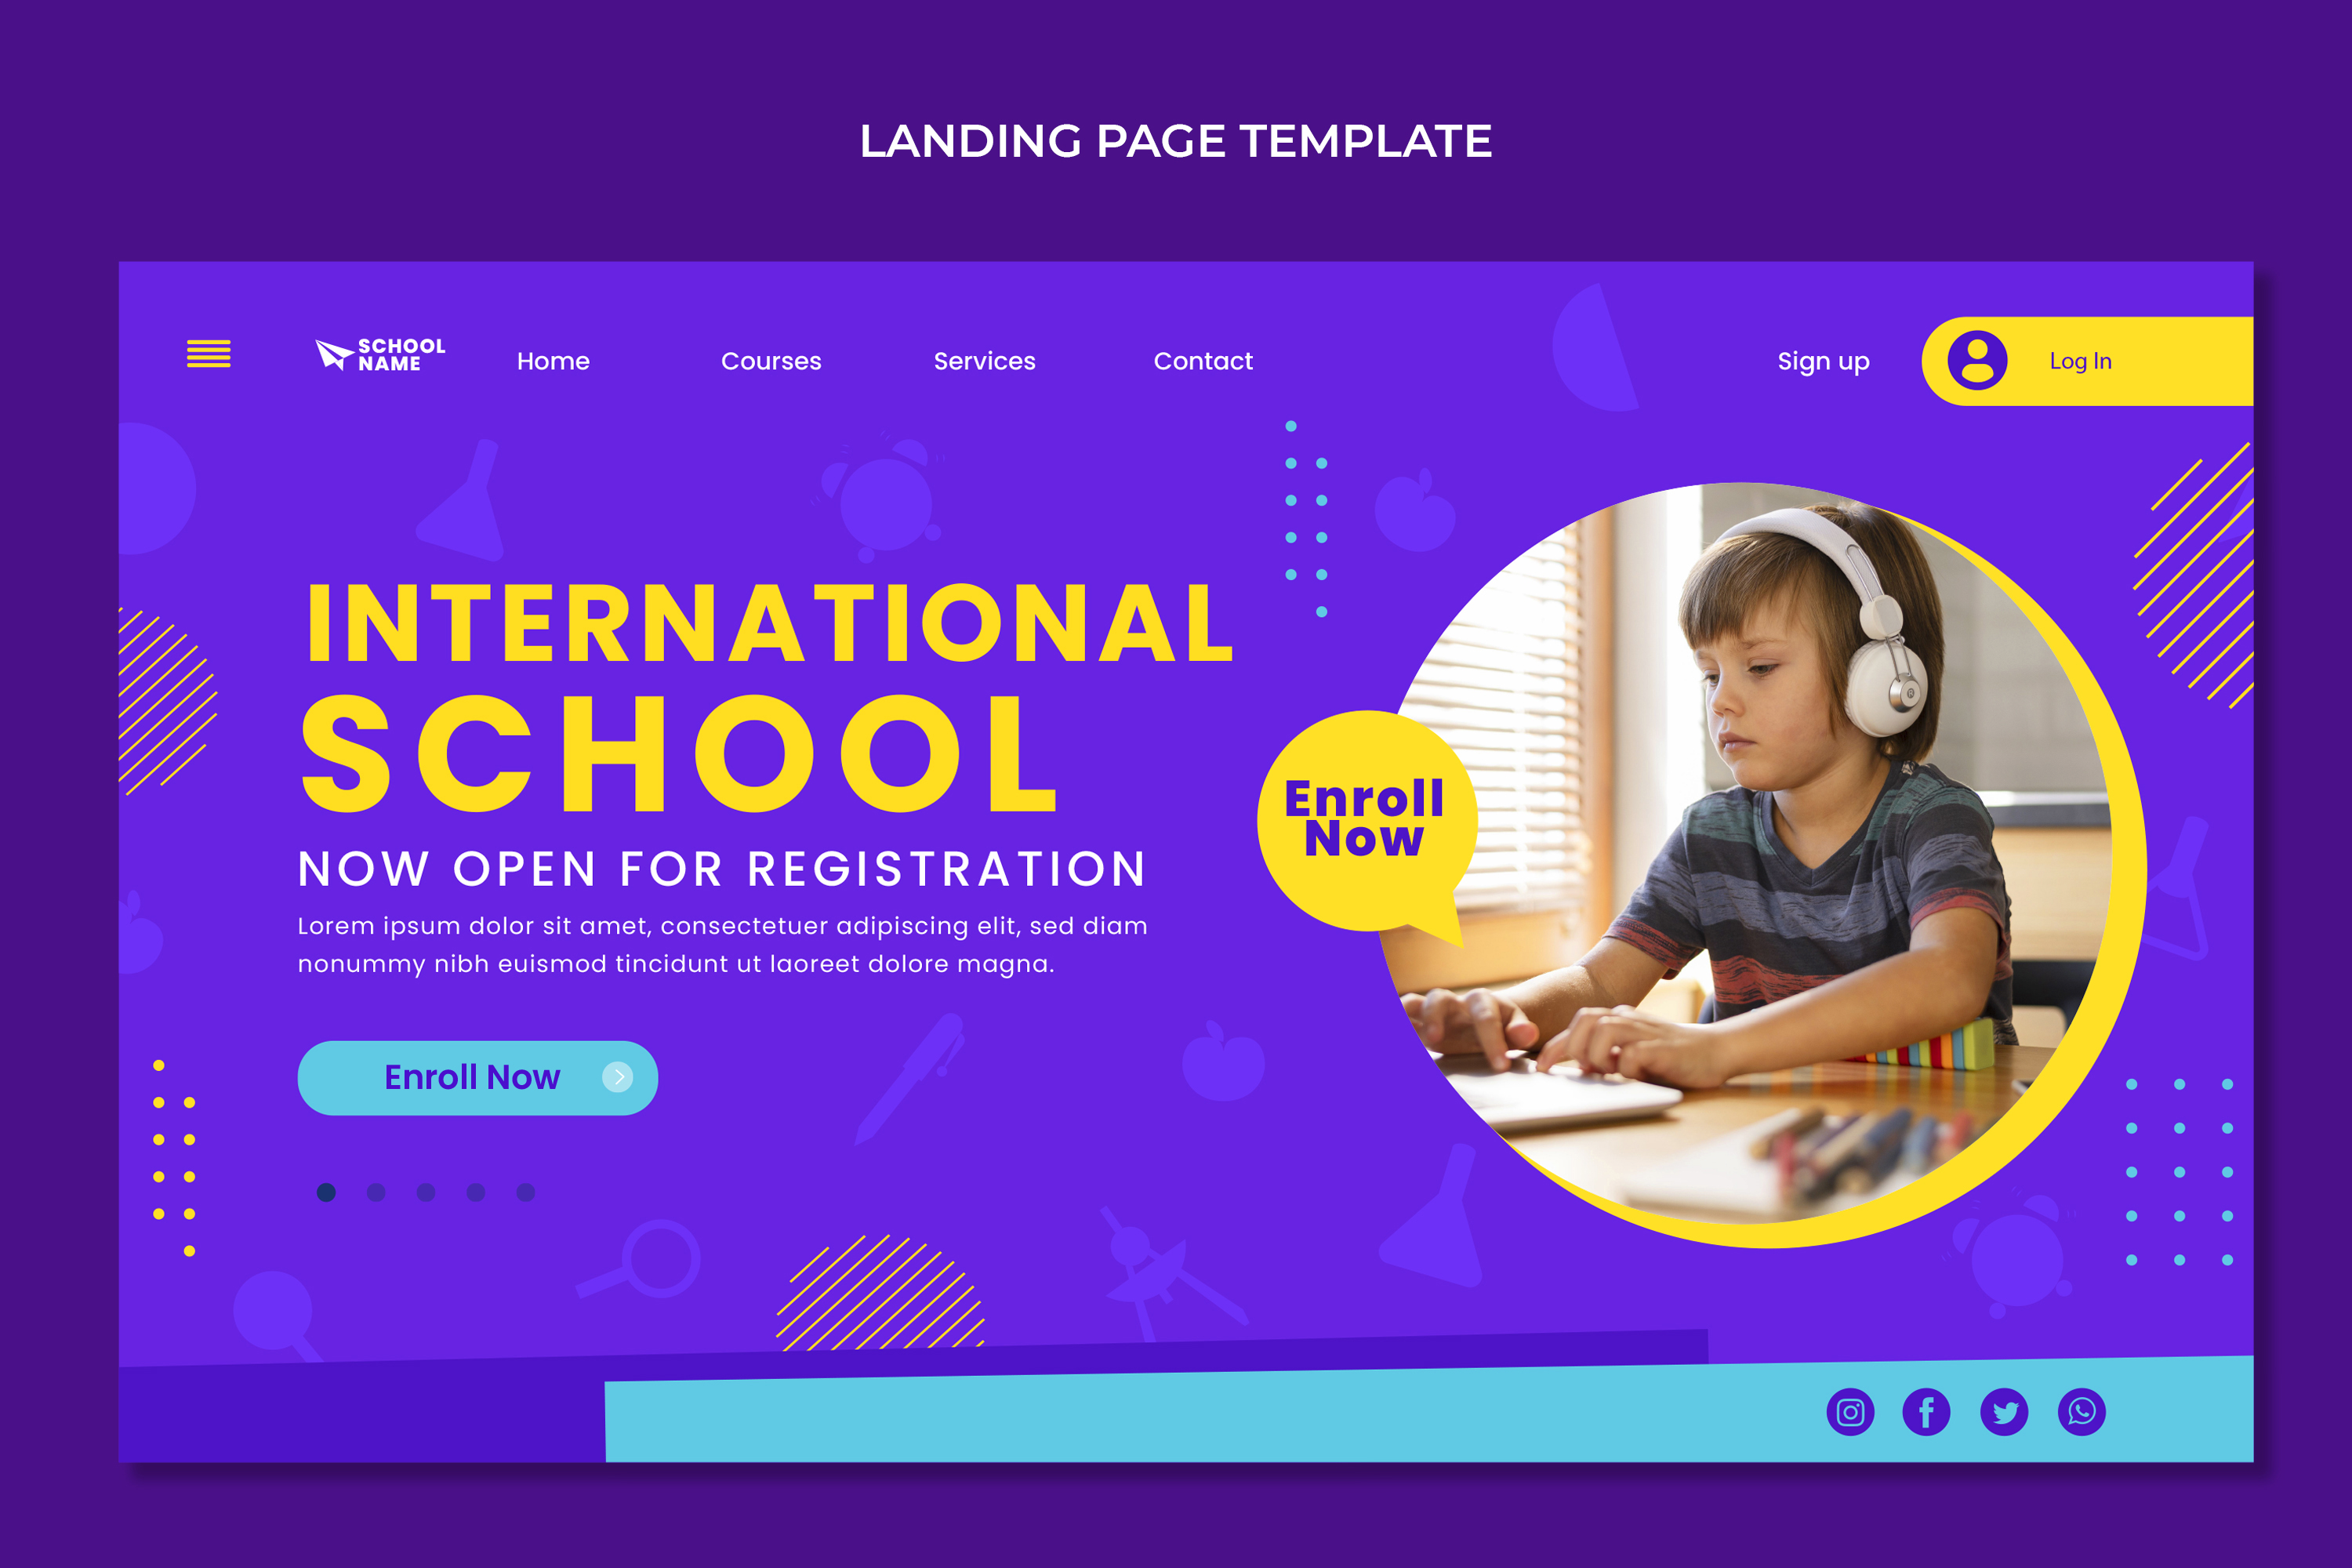 LANDING PAGE TEMPLATE
SCHOOL
NAME
Home
Courses
Services
Contact
Sign up
Log In
INTERNATIONAL
SCHOOL
NOW OPEN FOR REGISTRATION
Lorem ipsum dolor sit amet, consectetuer adipiscing elit, sed diam
nonummy nibh euismod tincidunt ut laoreet dolore magna.
Enroll Now
Enroll
Now
R